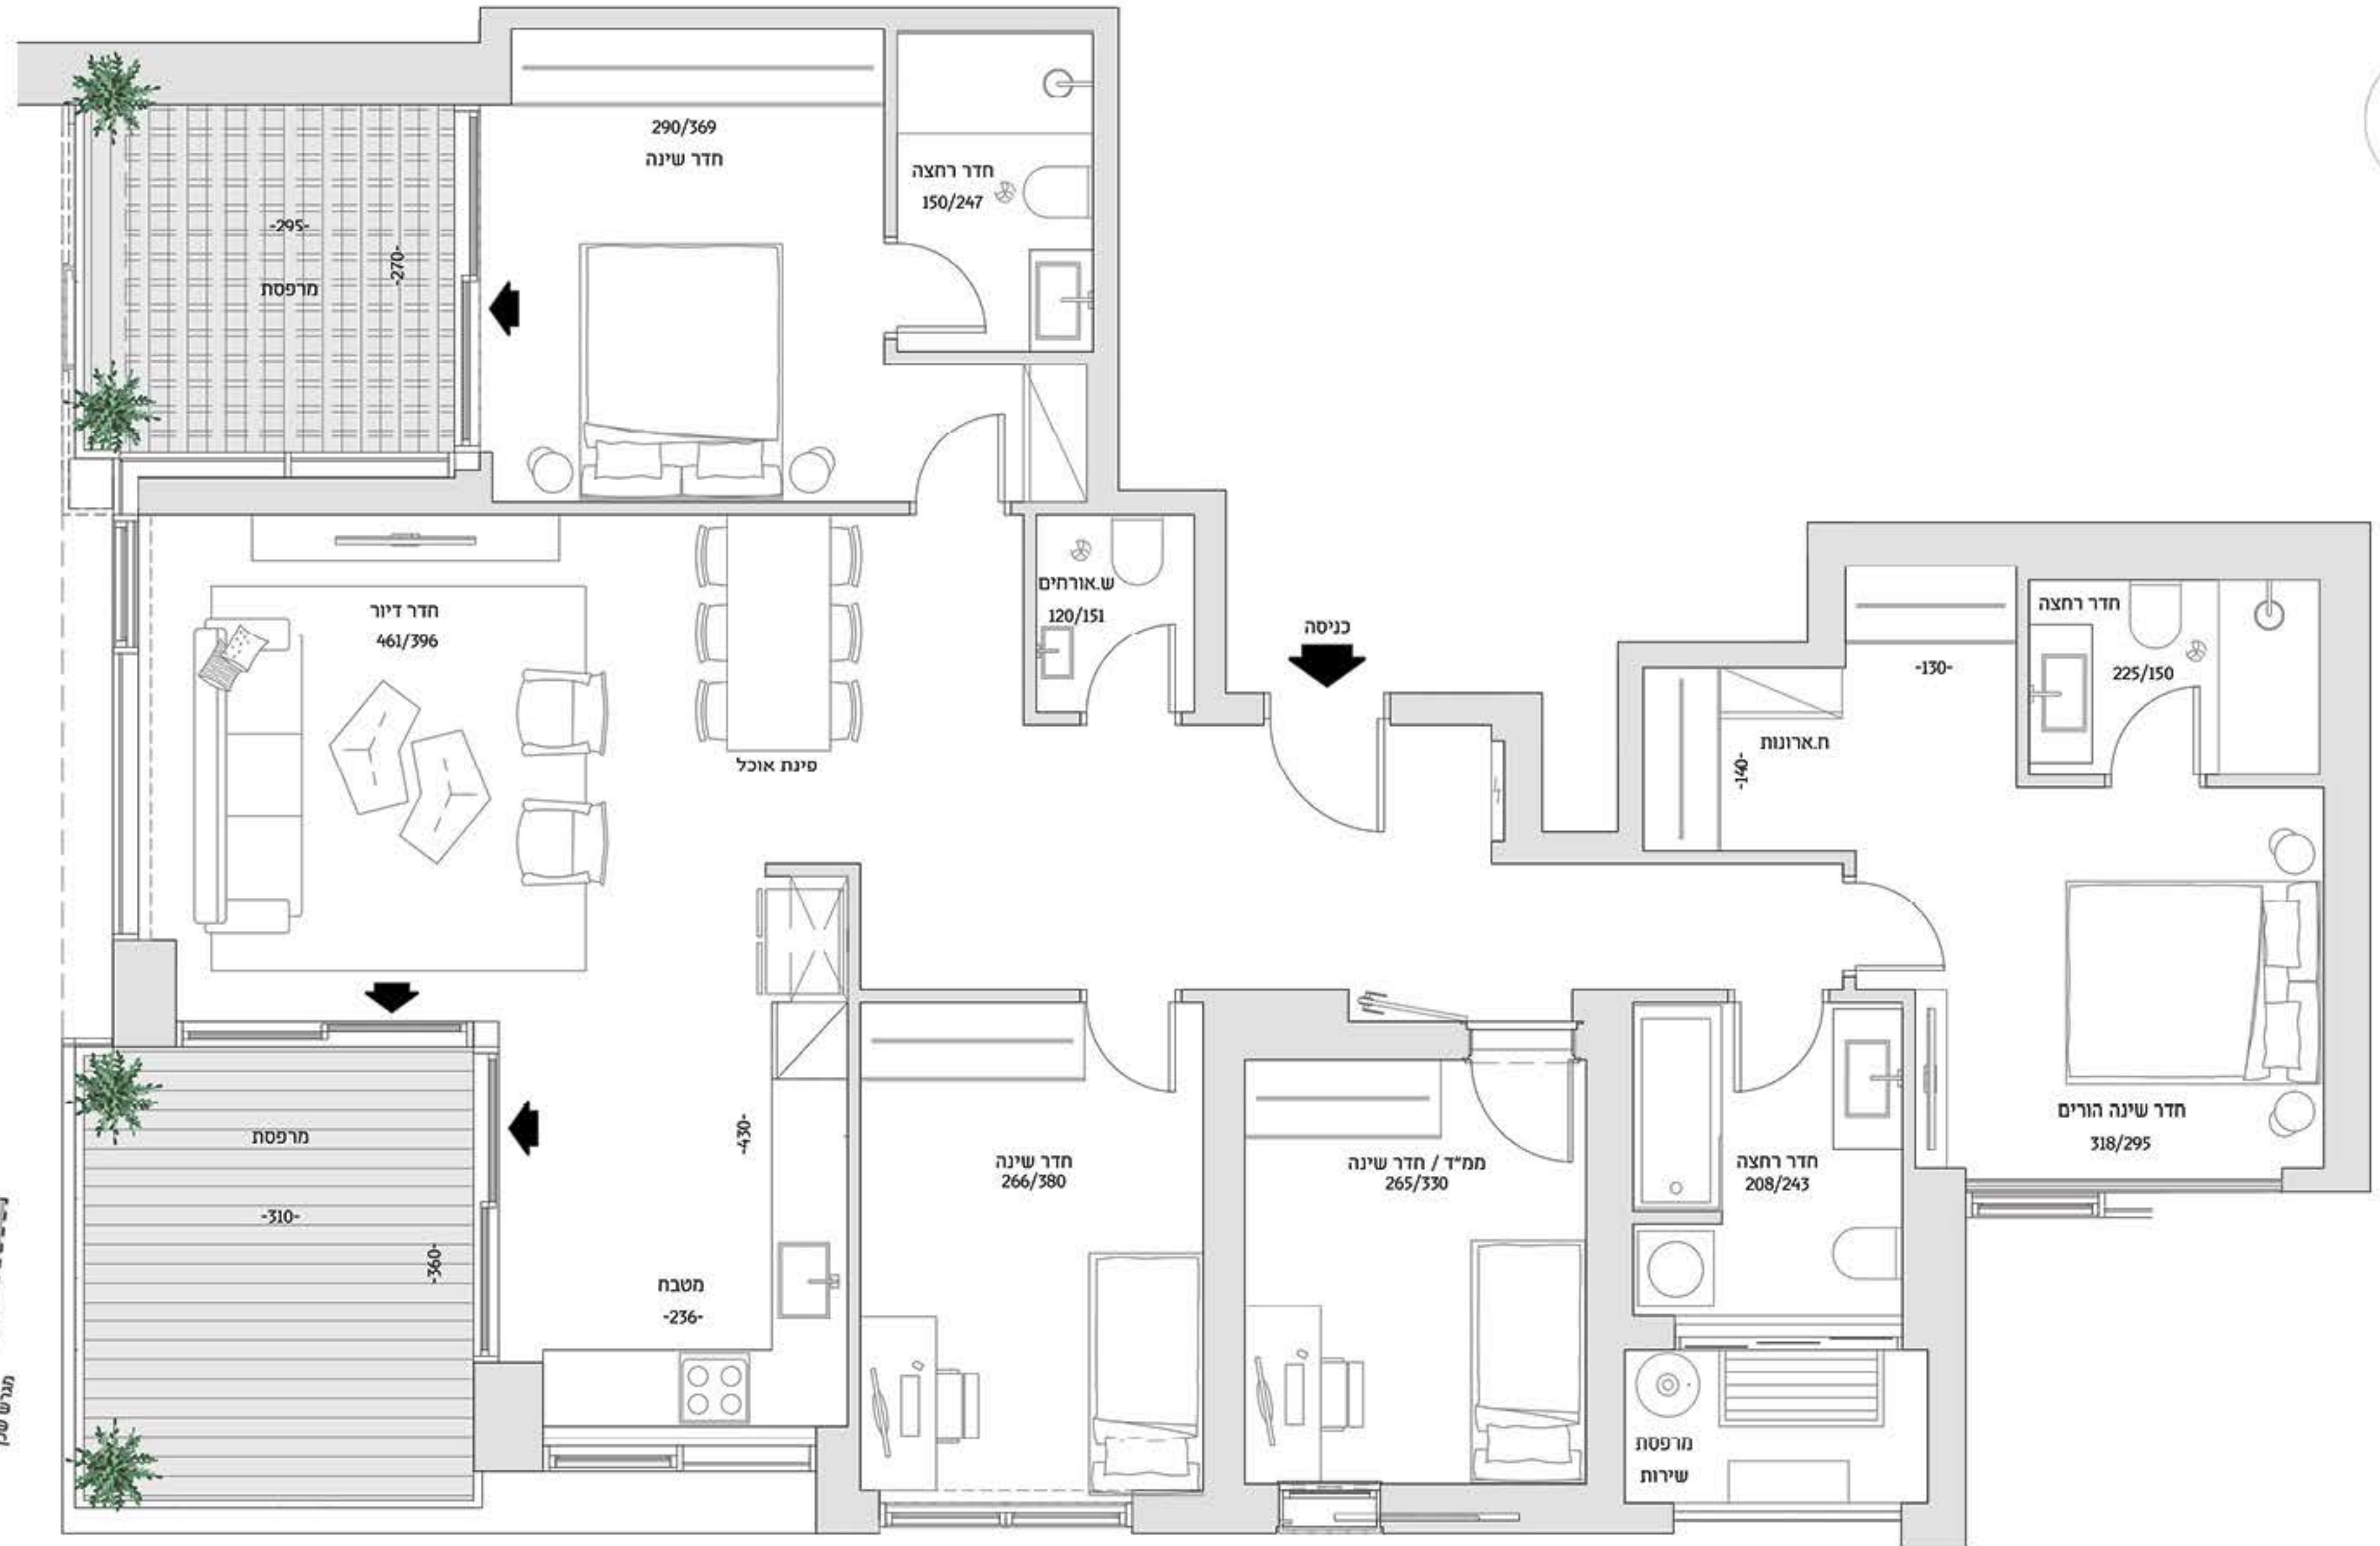 290/369
חדר שינה
חדר רחצה
150/247
-295-
-270-
מרפסת
ש.אורחים
120/151
חדר דיור
461/396
פינת אוכל
כניסה
חדר רחצה
225/150
-130-
ח.ארונות
-140-
חדר שינה הורים
318/295
מרפסת
-310-
-360-
-430-
מטבח
-236-
חדר שינה
266/380
ממ"ד / חדר שינה
265/330
חדר רחצה
208/243
מרפסת
שירות